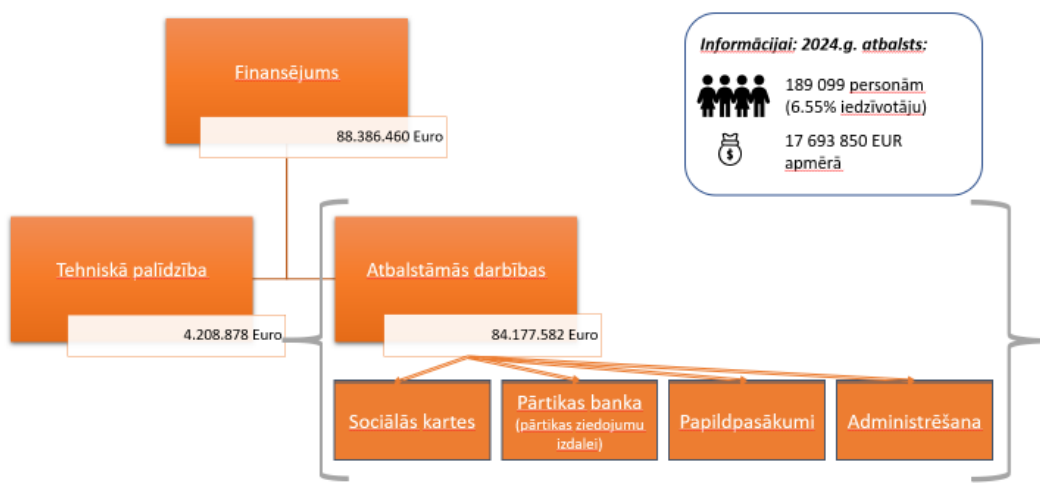 Finansējums
88.386.460 Euro
Informācijai: 2024.g. atbalsts:
189 099 personām
(6.55% iedzīvotāju)
17 693 850 EUR
apmērā
Tehniskā palīdzība
4.208.878 Euro
Atbalstāmās darbības
84.177.582 Euro
Sociālās kartes
Pārtikas banka
(pārtikas ziedojumu
izdalei)
Papildpasākumi
Administrēšana